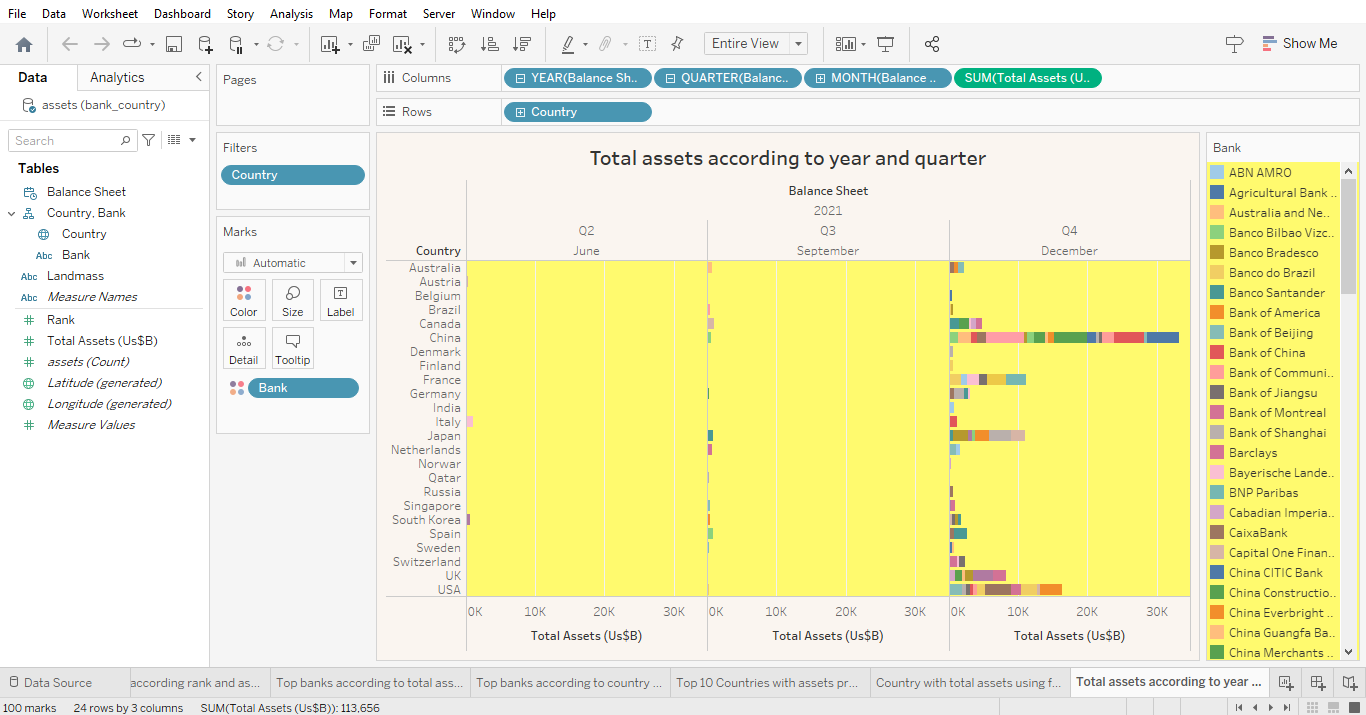 File Data Worksheet Dashboard Story Analysis Map Format Server Window Help
Entire View
Show Me
Data Analytics
assets (bank_country)
Search
Tables
Balance Sheet
Country, Bank
Country
Abc Bank
Abc Landmass
Abc Measure Names
Rank
Total Assets (Us$B)
assets (Count)
Latitude (generated)
Longitude (generated)
Measure Values
Pages
Filters
Country
Marks
Automatic
Color Size Label
Detail Tooltip
Bank
Columns YEAR(Balance Sh.. QUARTER(Balanc.. MONTH(Balance .. SUM(Total Assets (U..
Rows Country
Total assets according to year and quarter
Balance Sheet
2021
Q2 Q3 Q4
Country June September December
Australia
Austria
Belgium
Brazil
Canada
China
Denmark
Finland
France
Germany
India
Italy
Japan
Netherlands
Norwar
Qatar
Russia
Singapore
South Korea
Spain
Sweden
Switzerland
UK
USA
0K 10K 20K 30K 0K 10K 20K 30K 0K 10K 20K 30K
Total Assets (Us$B) Total Assets (Us$B) Total Assets (Us$B)
Bank
ABN AMRO
Agricultural Bank ..
Australia and Ne..
Banco Bilbao Vizc..
Banco Bradesco
Banco do Brazil
Banco Santander
Bank of America
Bank of Beijing
Bank of China
Bank of Communi..
Bank of Jiangsu
Bank of Montreal
Bank of Shanghai
Barclays
Bayerische Lande..
BNP Paribas
Cabadian Imperia..
CaixaBank
Capital One Finan..
China CITIC Bank
China Constructio..
China Everbright ..
China Guangfa Ba..
China Merchants ..
Data Source according rank and as... Top banks according to total ass... Top banks according to country ... Top 10 Countries with assets pr... Country with total assets using f... Total assets according to year ...
100 marks 24 rows by 3 columns SUM(Total Assets (Us$B)): 113,656